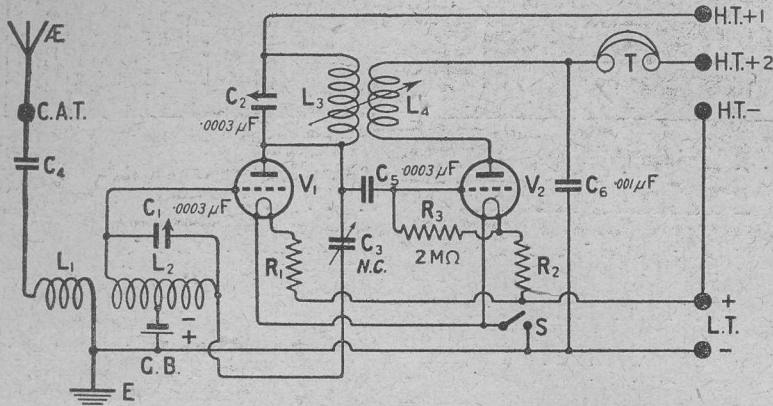 Æ
C.A.T.
C4
L1
E
C1 .0003 μF
L2
-
+
G.B.
C2
.0003 μF
L3
L4
V1
R1
C3
N.C.
C5 .0003 μF
R3
2 MΩ
V2
R2
S
C6 .001 μF
T
H.T.+1
H.T.+2
H.T.-
+
L.T.
-